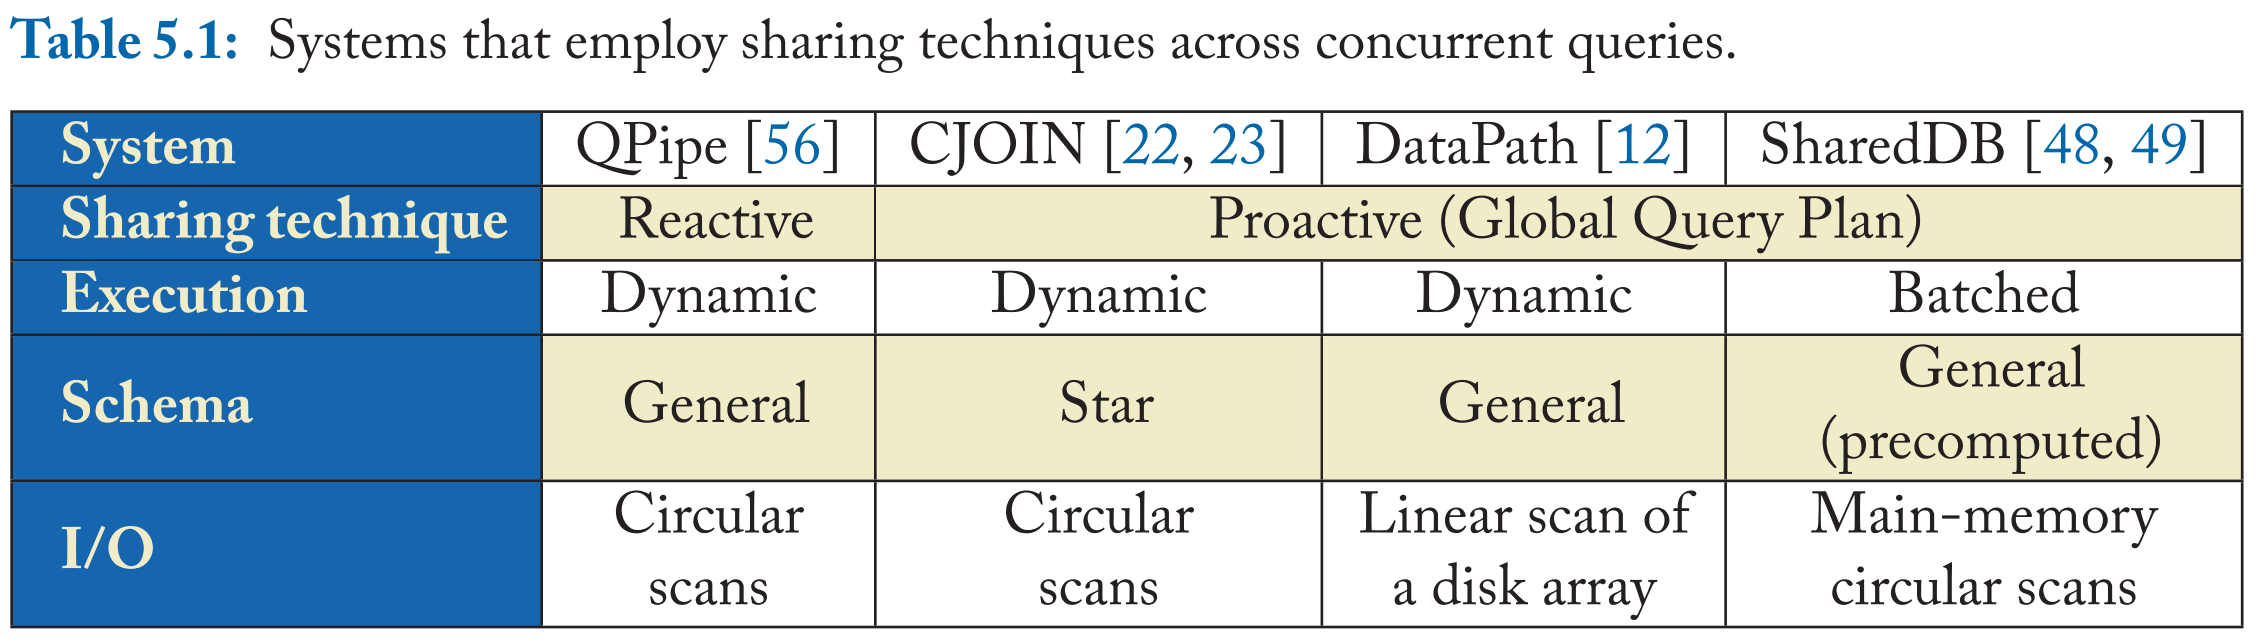 Table 5.1: Systems that employ sharing techniques across concurrent queries.
System QPipe [56] CJOIN [22, 23] DataPath [12] SharedDB [48, 49]
Sharing technique Reactive Proactive (Global Query Plan)
Execution Dynamic Dynamic Dynamic Batched
Schema General Star General General
(precomputed)
I/O Circular Circular Linear scan of Main-memory
scans scans a disk array circular scans